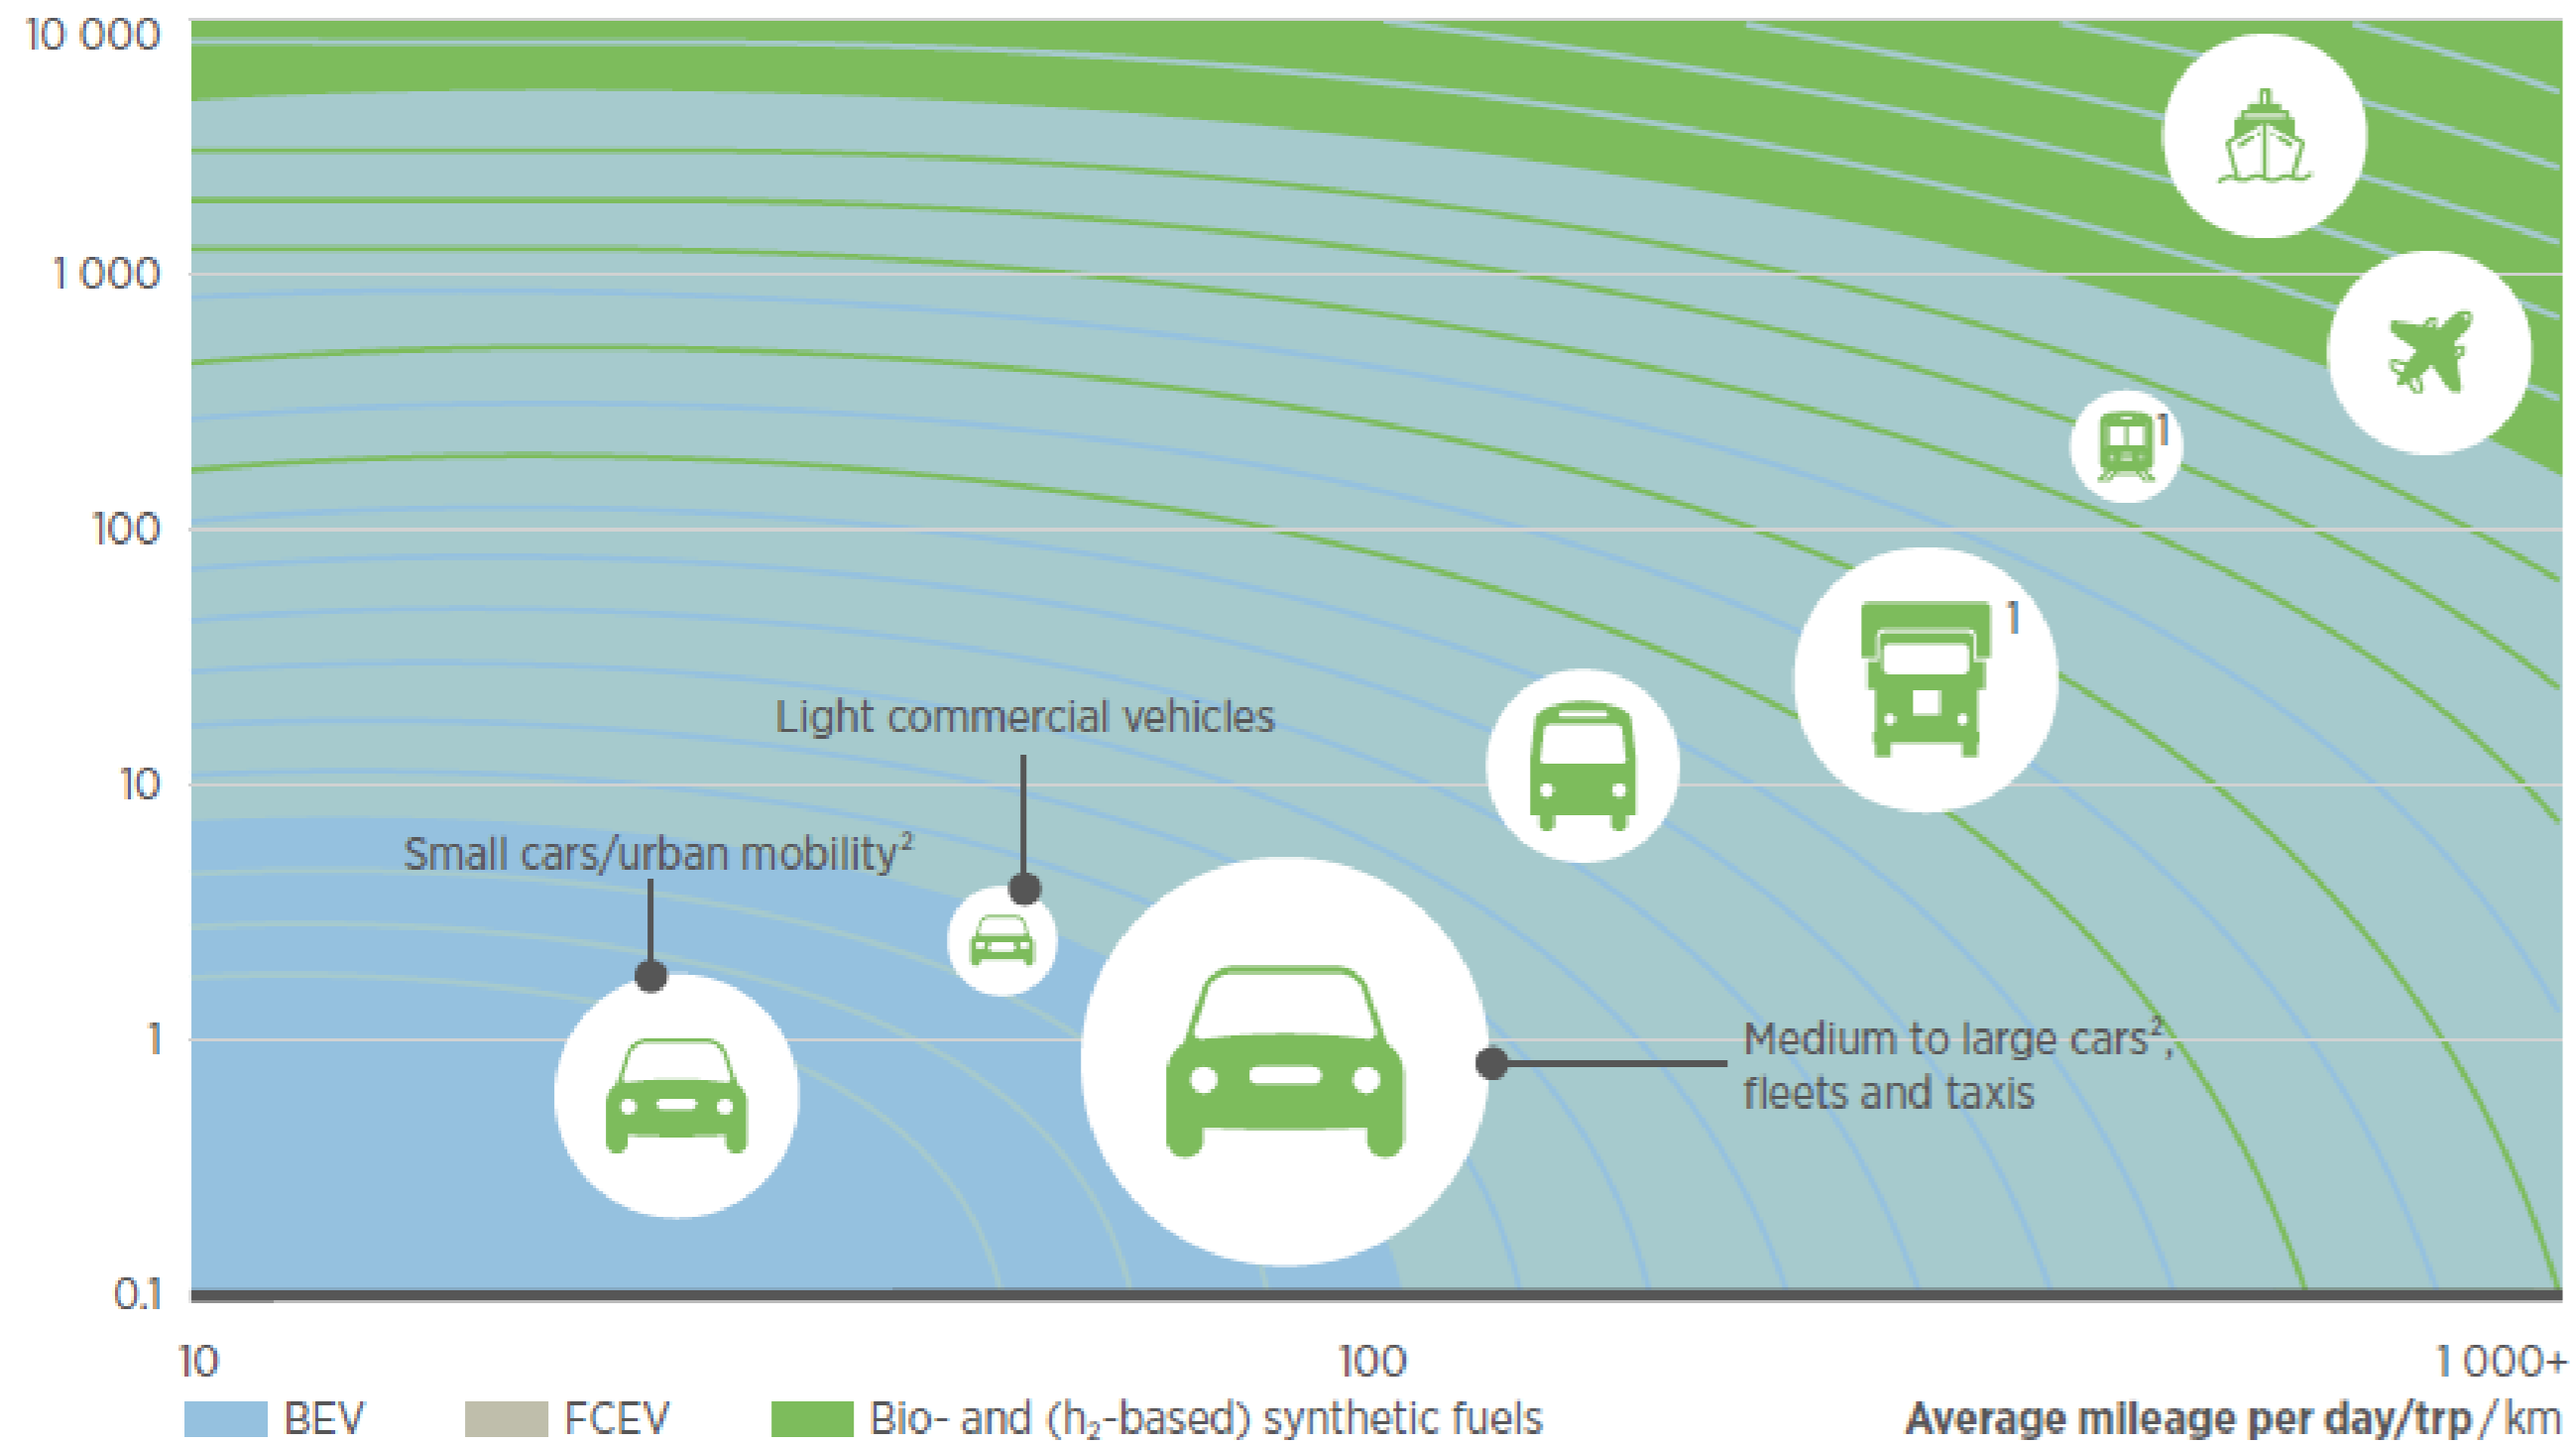 10 000
1 000
1
100
1
Light commercial vehicles
10
Small cars/urban mobility²
1
Medium to large cars²,
fleets and taxis
0.1
10
100
1 000+
BEV
FCEV
Bio- and (h₂-based) synthetic fuels
Average mileage per day/trp / km